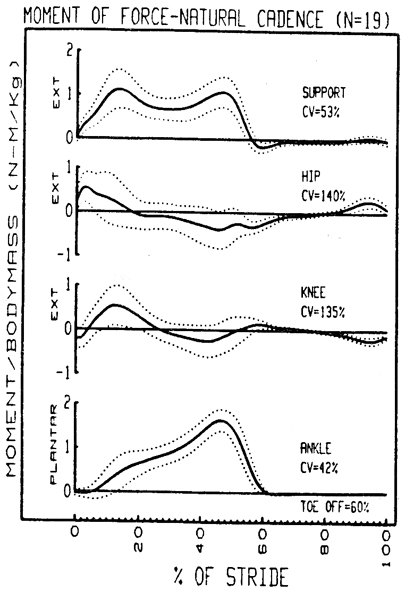 MOMENT OF FORCE-NATURAL CADENCE (N=19)
MOMENT/BODYMASS (N-M/Kg)
2
EXT
1
0
SUPPORT
CV=53%
1
EXT
0
-1
HIP
CV=140%
1
EXT
0
-1
KNEE
CV=135%
2
PLANTAR
1
0
ANKLE
CV=42%
TOE OFF=60%
0 20 40 60 80 100
% OF STRIDE